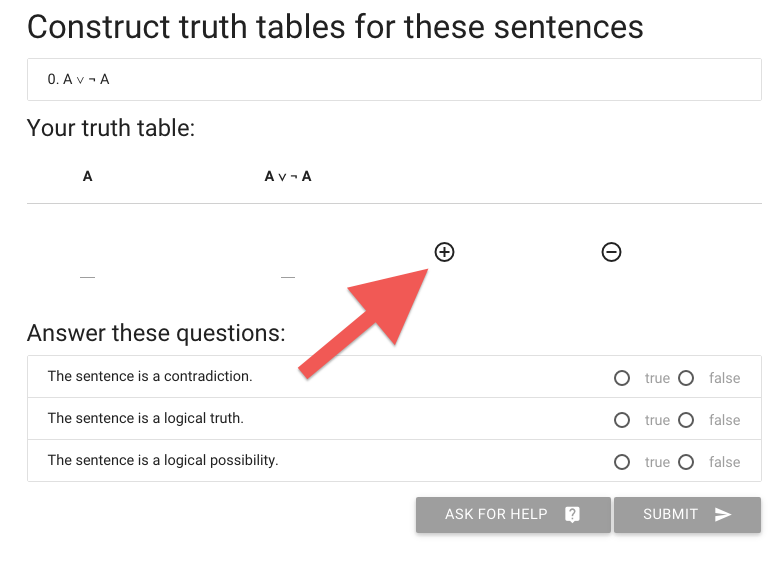 Construct truth tables for these sentences
0. A ∨ ¬ A
Your truth table:
A A ∨ ¬ A
Answer these questions:
The sentence is a contradiction. true false
The sentence is a logical truth. true false
The sentence is a logical possibility. true false
ASK FOR HELP SUBMIT